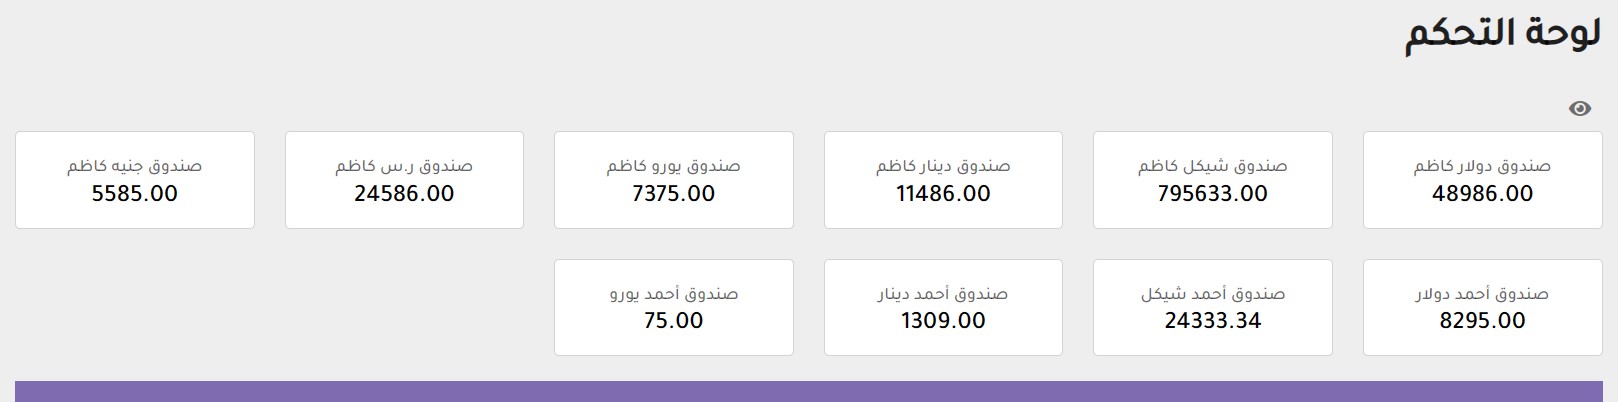 لوحة التحكم
صندوق دولار كاظم
48986.00
صندوق شيكل كاظم
795633.00
صندوق دينار كاظم
11486.00
صندوق يورو كاظم
7375.00
صندوق ر.س كاظم
24586.00
صندوق جنيه كاظم
5585.00
صندوق أحمد دولار
8295.00
صندوق أحمد شيكل
24333.34
صندوق أحمد دينار
1309.00
صندوق أحمد يورو
75.00